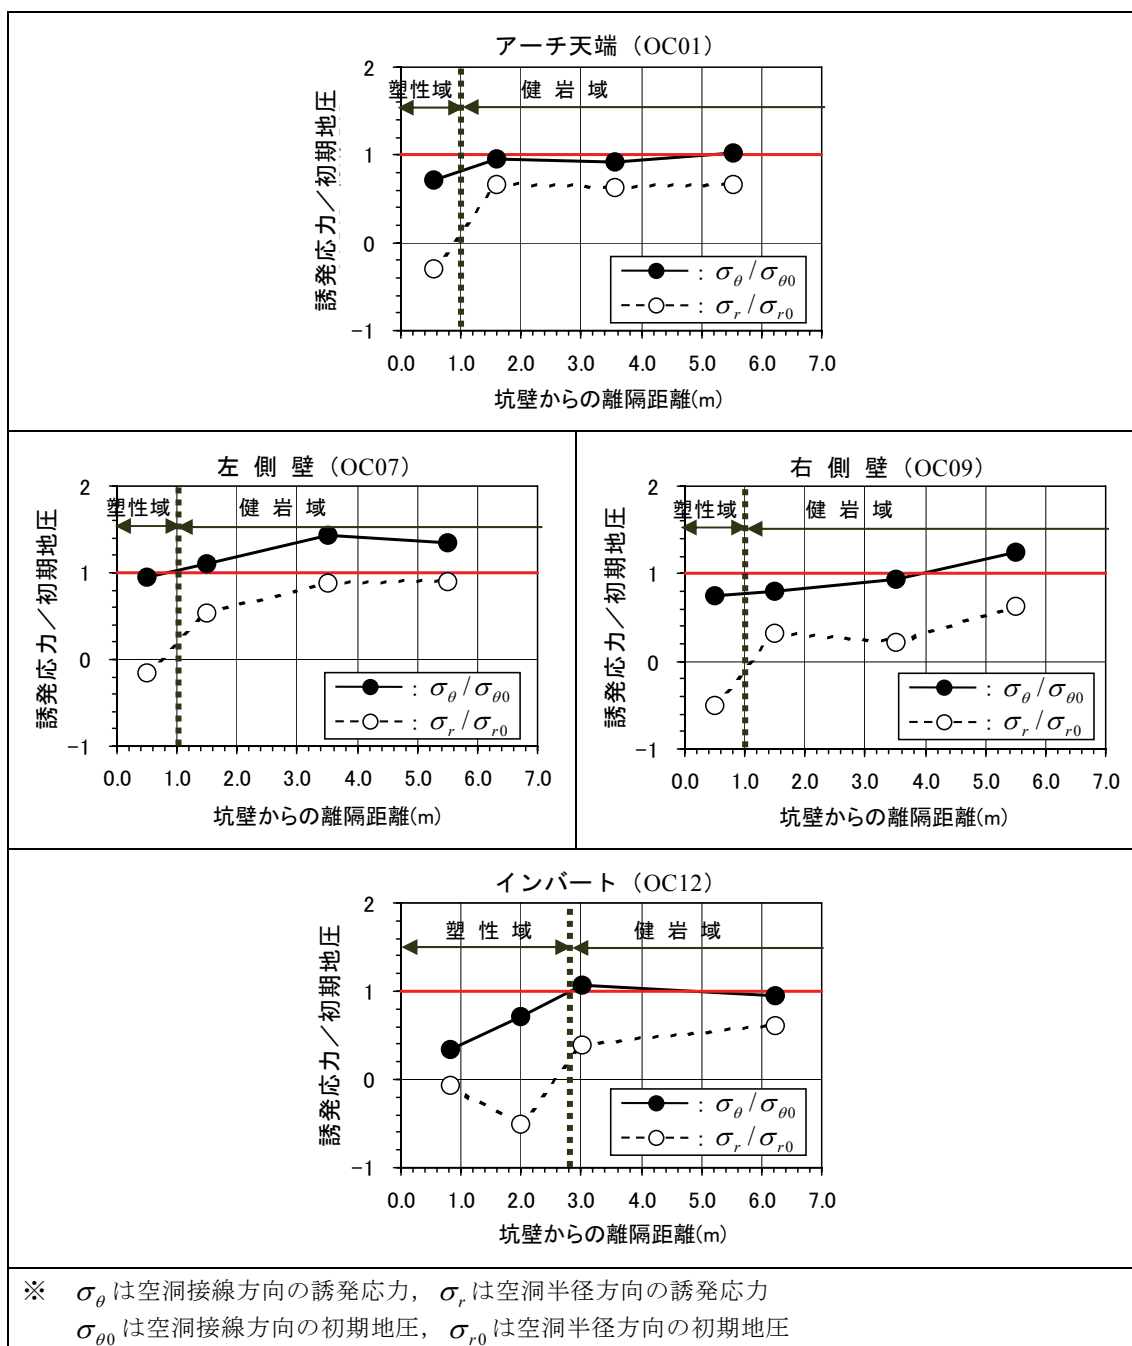 アーチ天端（OC01）
誘発応力／初期地圧
2
1
0
−1
塑性域
健 岩 域
: σθ/σθ0
: σr/σr0
0.0 1.0 2.0 3.0 4.0 5.0 6.0 7.0
坑壁からの離隔距離(m)
左 側 壁（OC07）
誘発応力／初期地圧
2
1
0
−1
塑性域
健 岩 域
: σθ/σθ0
: σr/σr0
0.0 1.0 2.0 3.0 4.0 5.0 6.0 7.0
坑壁からの離隔距離(m)
右 側 壁（OC09）
誘発応力／初期地圧
2
1
0
−1
塑性域
健 岩 域
: σθ/σθ0
: σr/σr0
0.0 1.0 2.0 3.0 4.0 5.0 6.0 7.0
坑壁からの離隔距離(m)
インバート（OC12）
誘発応力／初期地圧
2
1
0
−1
塑 性 域
健 岩 域
: σθ/σθ0
: σr/σr0
0.0 1.0 2.0 3.0 4.0 5.0 6.0 7.0
坑壁からの離隔距離(m)
※ σθは空洞接線方向の誘発応力，σrは空洞半径方向の誘発応力
σθ0は空洞接線方向の初期地圧，σr0は空洞半径方向の初期地圧